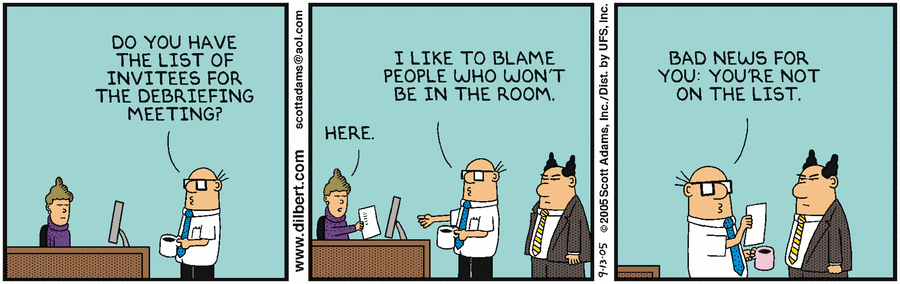 DO YOU HAVE
THE LIST OF
INVITEES FOR
THE DEBRIEFING
MEETING?
www.dilbert.com scottadams@aol.com
HERE.
I LIKE TO BLAME
PEOPLE WHO WON'T
BE IN THE ROOM.
9-13-05 ©2005 Scott Adams, Inc./Dist. by UFS, Inc.
BAD NEWS FOR
YOU: YOU'RE NOT
ON THE LIST.